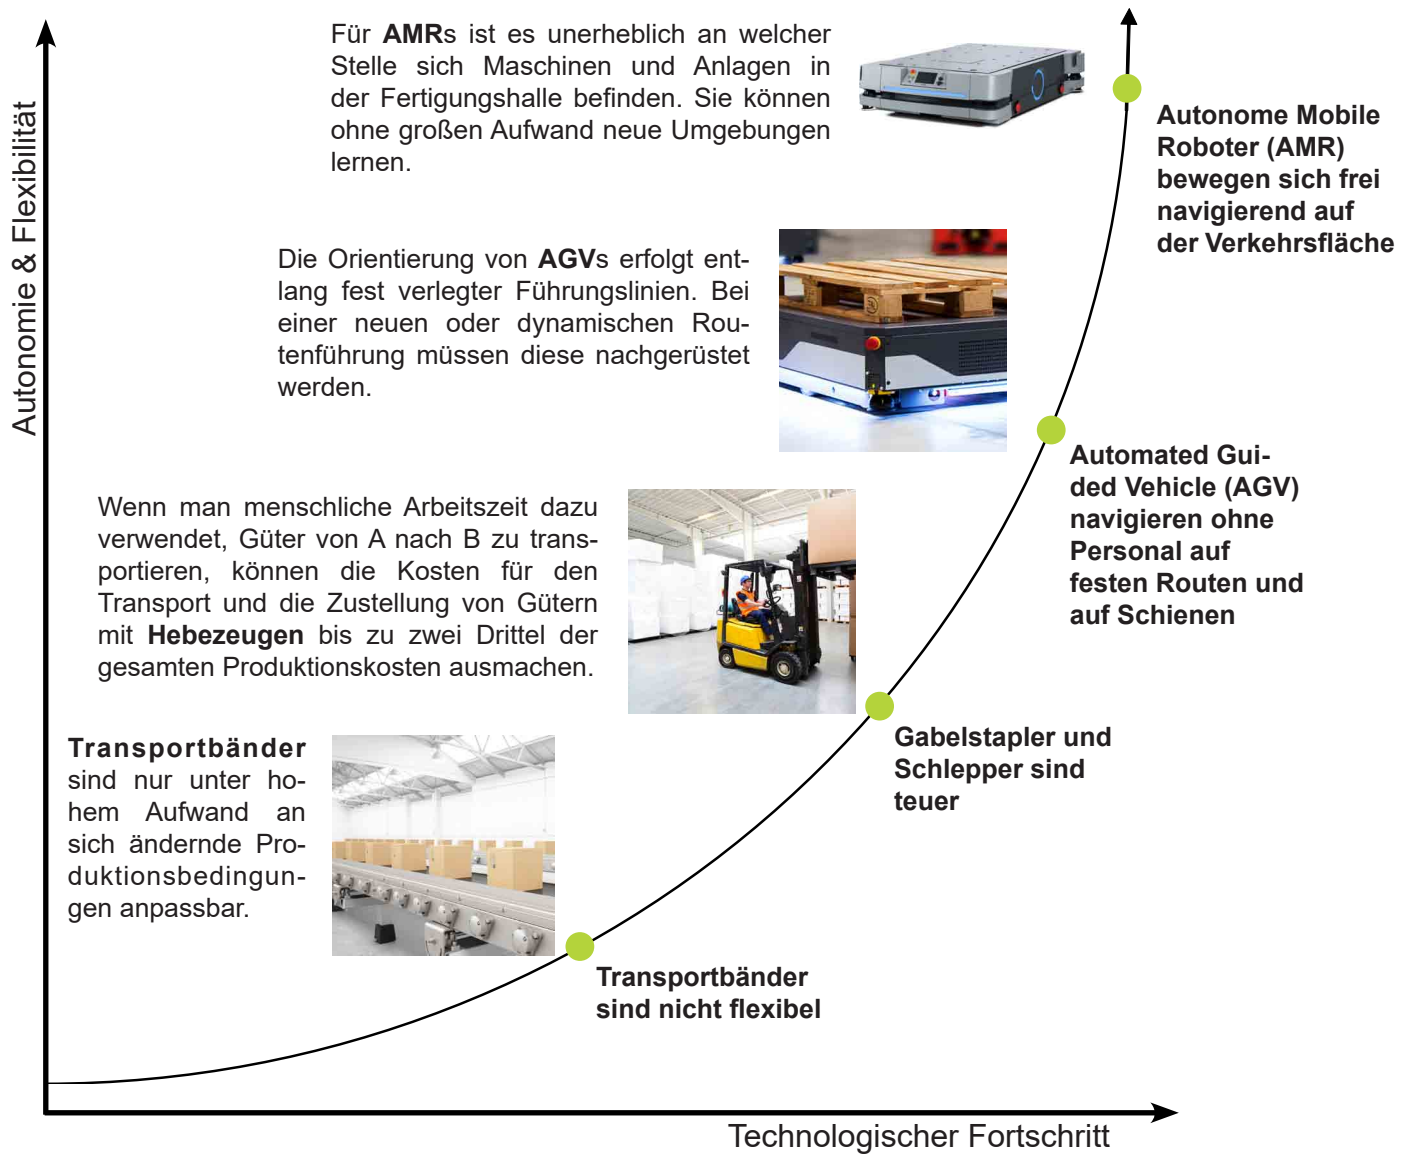 Für AMRs ist es unerheblich an welcher
Stelle sich Maschinen und Anlagen in
der Fertigungshalle befinden. Sie können
ohne großen Aufwand neue Umgebungen
lernen.
Autonome Mobile
Roboter (AMR)
bewegen sich frei
navigierend auf
der Verkehrsfläche
Autonomie & Flexibilität
Die Orientierung von AGVs erfolgt ent-
lang fest verlegter Führungslinien. Bei
einer neuen oder dynamischen Rou-
tenführung müssen diese nachgerüstet
werden.
Automated Gui-
ded Vehicle (AGV)
navigieren ohne
Personal auf
festen Routen und
auf Schienen
Wenn man menschliche Arbeitszeit dazu
verwendet, Güter von A nach B zu trans-
portieren, können die Kosten für den
Transport und die Zustellung von Gütern
mit Hebezeugen bis zu zwei Drittel der
gesamten Produktionskosten ausmachen.
Gabelstapler und
Schlepper sind
teuer
Transportbänder
sind nur unter ho-
hem Aufwand an
sich ändernde Pro-
duktionsbedingun-
gen anpassbar.
Transportbänder
sind nicht flexibel
Technologischer Fortschritt